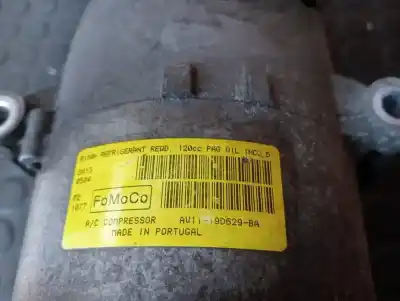 R134A REFRIGERANT REQD. 120cc PAG OIL INCL'D
FoMoCo
A/C COMPRESSOR AV11-19D629-BA
MADE IN PORTUGAL